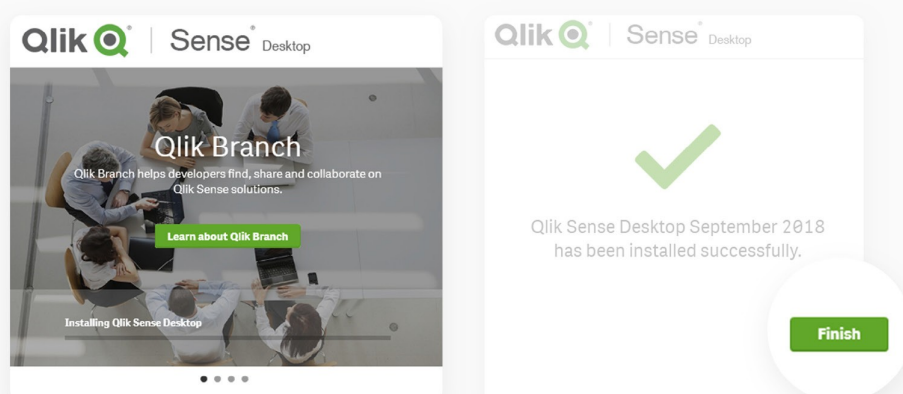 Qlik Sense® Desktop
Qlik Branch
Qlik Branch helps developers find, share and collaborate on
Qlik Sense solutions.
Learn about Qlik Branch
Installing Qlik Sense Desktop
Qlik Sense® Desktop
Qlik Sense Desktop September 2018
has been installed successfully.
Finish